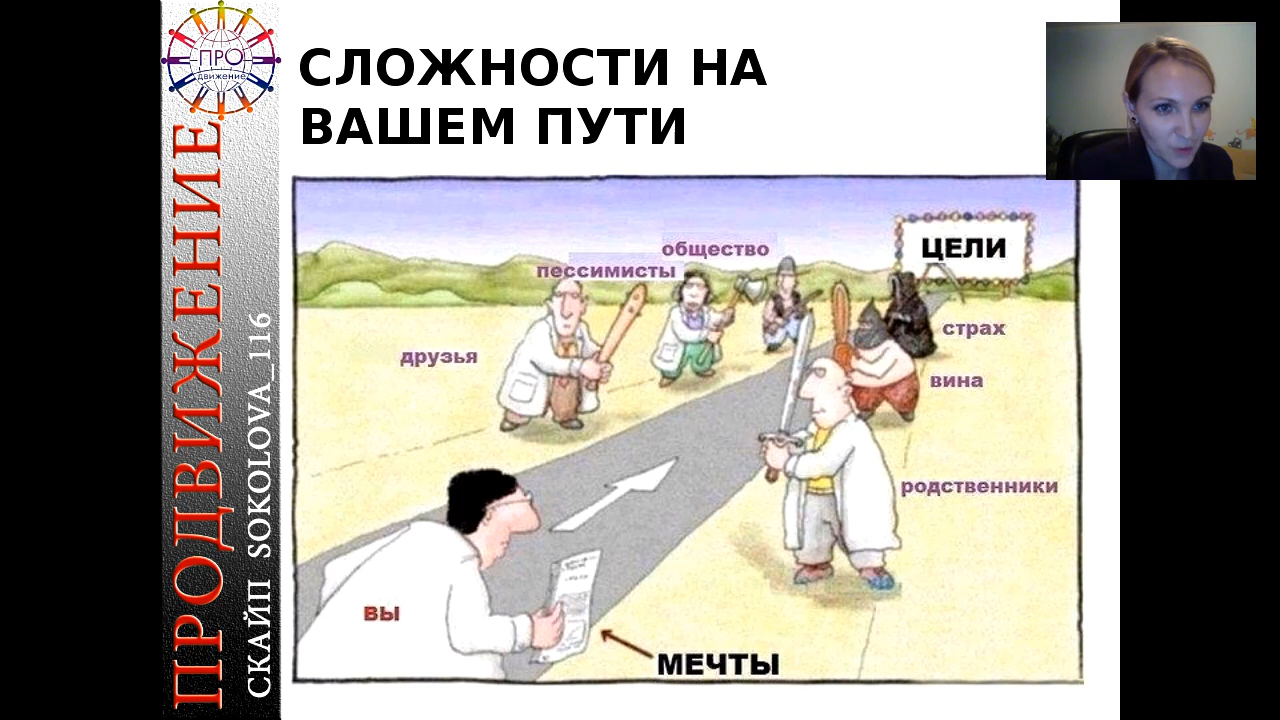 ПРО
движение
ПРОДВИЖЕНИЕ
СКАЙП SOKOLOVA_116
СЛОЖНОСТИ НА
ВАШЕМ ПУТИ
общество
пессимисты
ЦЕЛИ
страх
друзья
вина
родственники
вы
МЕЧТЫ